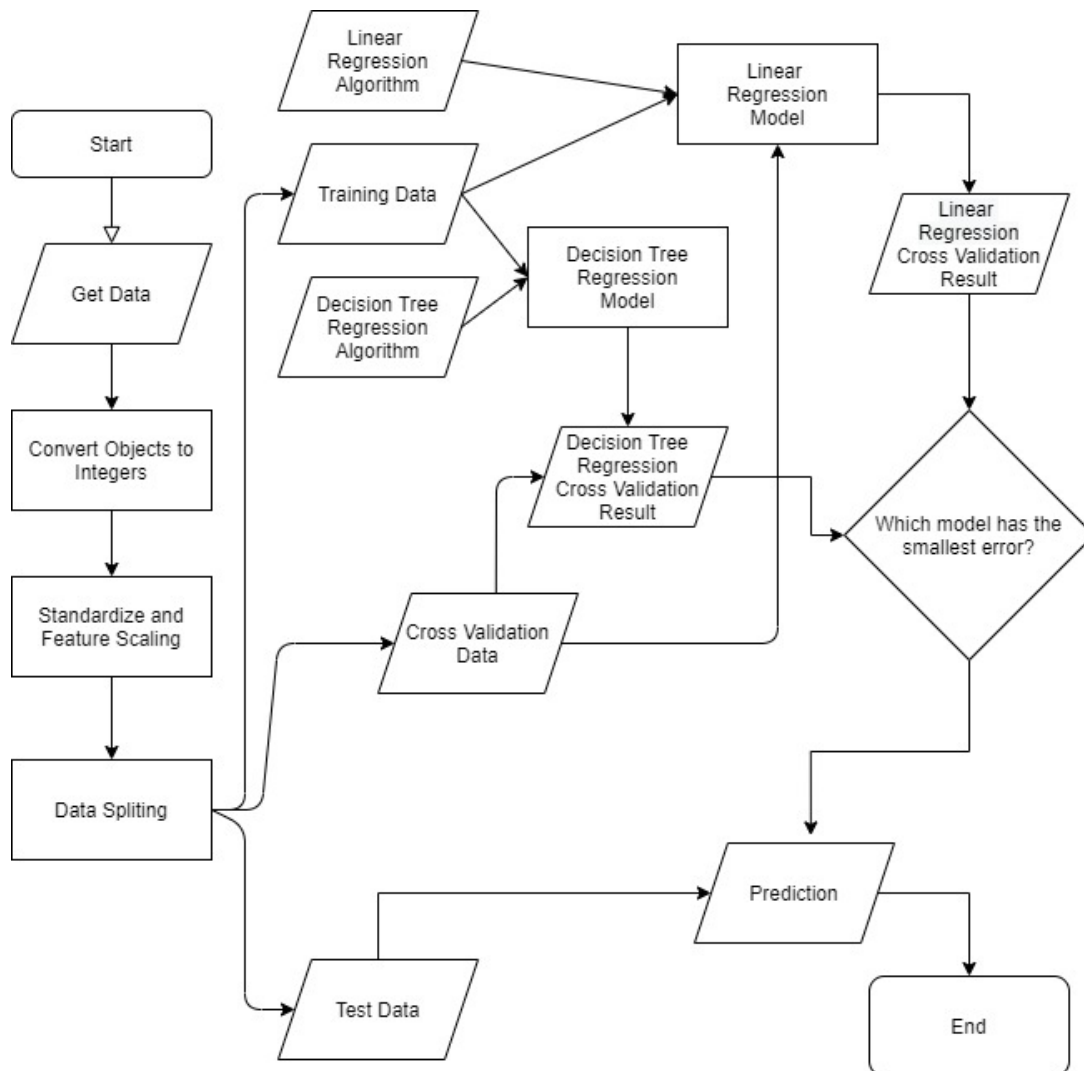 Start
Get Data
Convert Objects to
Integers
Standardize and
Feature Scaling
Data Spliting
Linear
Regression
Algorithm
Training Data
Decision Tree
Regression
Algorithm
Linear
Regression
Model
Decision Tree
Regression
Model
Decision Tree
Regression
Cross Validation
Result
Cross Validation
Data
Linear
Regression
Cross Validation
Result
Which model has the
smallest error?
Test Data
Prediction
End